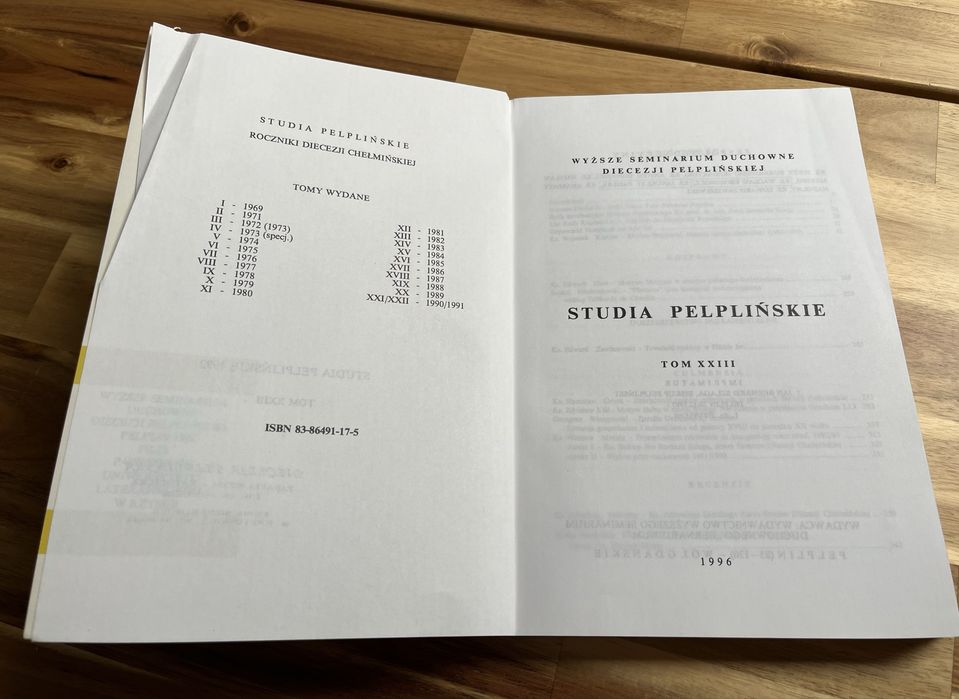 STUDIA PELPLIŃSKIE
ROCZNIKI DIECEZJI CHEŁMIŃSKIEJ
TOMY WYDANE
I - 1969
II - 1971
III - 1972 (1973)
IV - 1973 (specj.)
V - 1974
VI - 1975
VII - 1976
VIII - 1977
IX - 1978
X - 1979
XI - 1980
XII - 1981
XIII - 1982
XIV - 1983
XV - 1984
XVI - 1985
XVII - 1986
XVIII - 1987
XIX - 1988
XX - 1989
XXI/XXII - 1990/1991
ISBN 83-86491-17-5
WYŻSZE SEMINARIUM DUCHOWNE
DIECEZJI PELPLIŃSKIEJ
STUDIA PELPLIŃSKIE
TOM XXIII
1996